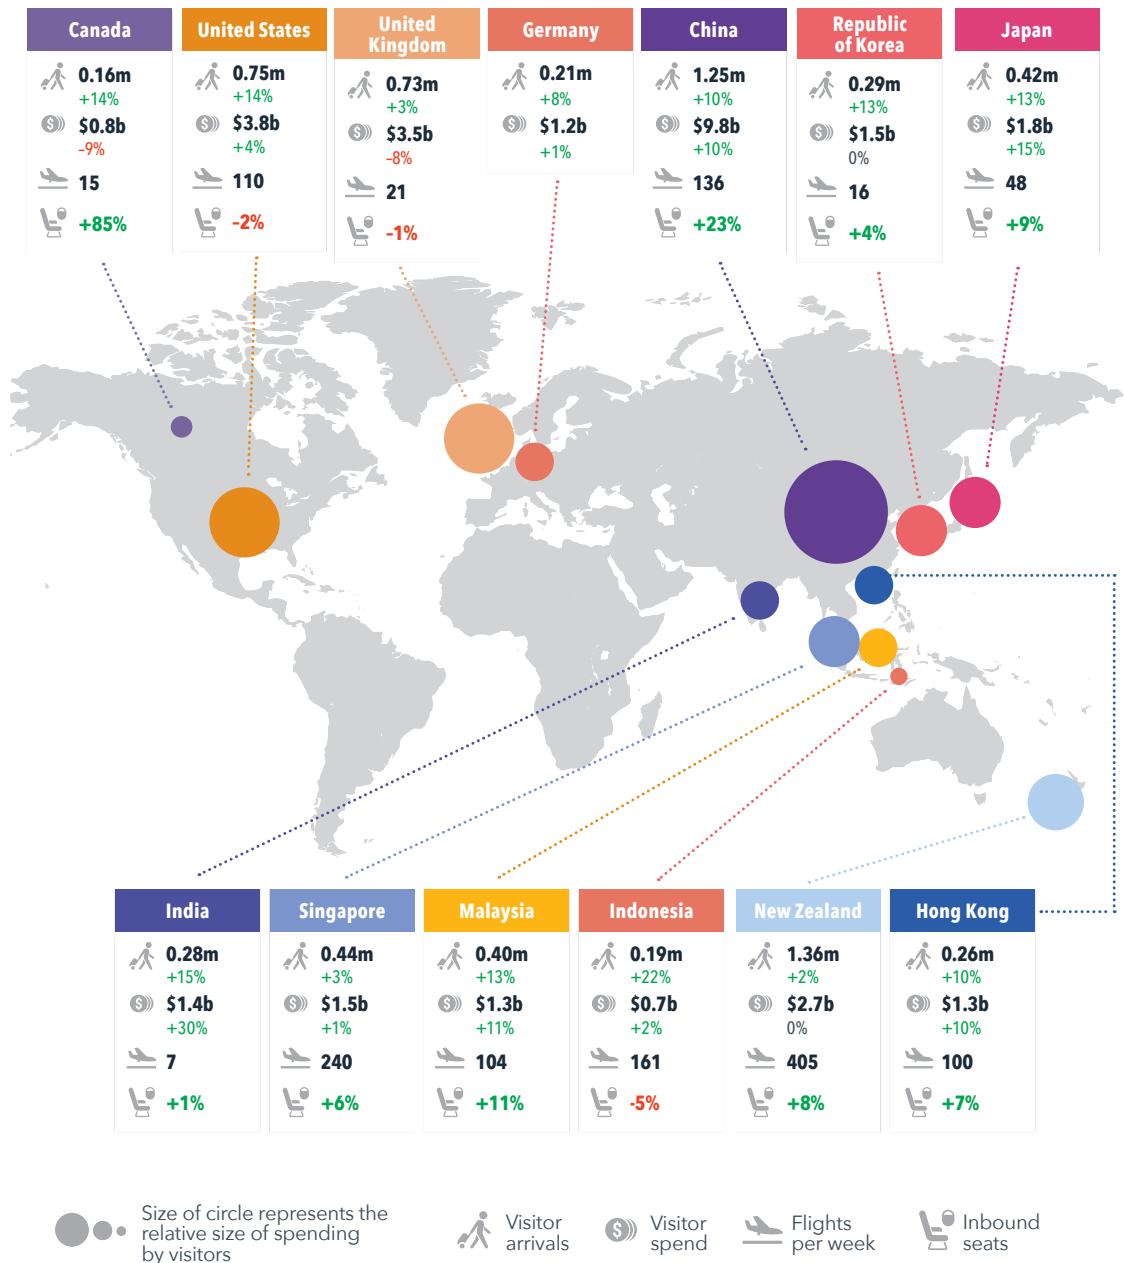 Canada
0.16m
+14%
$0.8b
-9%
15
+85%
United States
0.75m
+14%
$3.8b
+4%
110
-2%
United
Kingdom
0.73m
+3%
$3.5b
-8%
21
-1%
Germany
0.21m
+8%
$1.2b
+1%
China
1.25m
+10%
$9.8b
+10%
136
+23%
Republic
of Korea
0.29m
+13%
$1.5b
0%
16
+4%
Japan
0.42m
+13%
$1.8b
+15%
48
+9%
India
0.28m
+15%
$1.4b
+30%
7
+1%
Singapore
0.44m
+3%
$1.5b
+1%
240
+6%
Malaysia
0.40m
+13%
$1.3b
+11%
104
+11%
Indonesia
0.19m
+22%
$0.7b
+2%
161
-5%
New Zealand
1.36m
+2%
$2.7b
0%
405
+8%
Hong Kong
0.26m
+10%
$1.3b
+10%
100
+7%
Size of circle represents the
relative size of spending
by visitors
Visitor
arrivals
Visitor
spend
Flights
per week
Inbound
seats